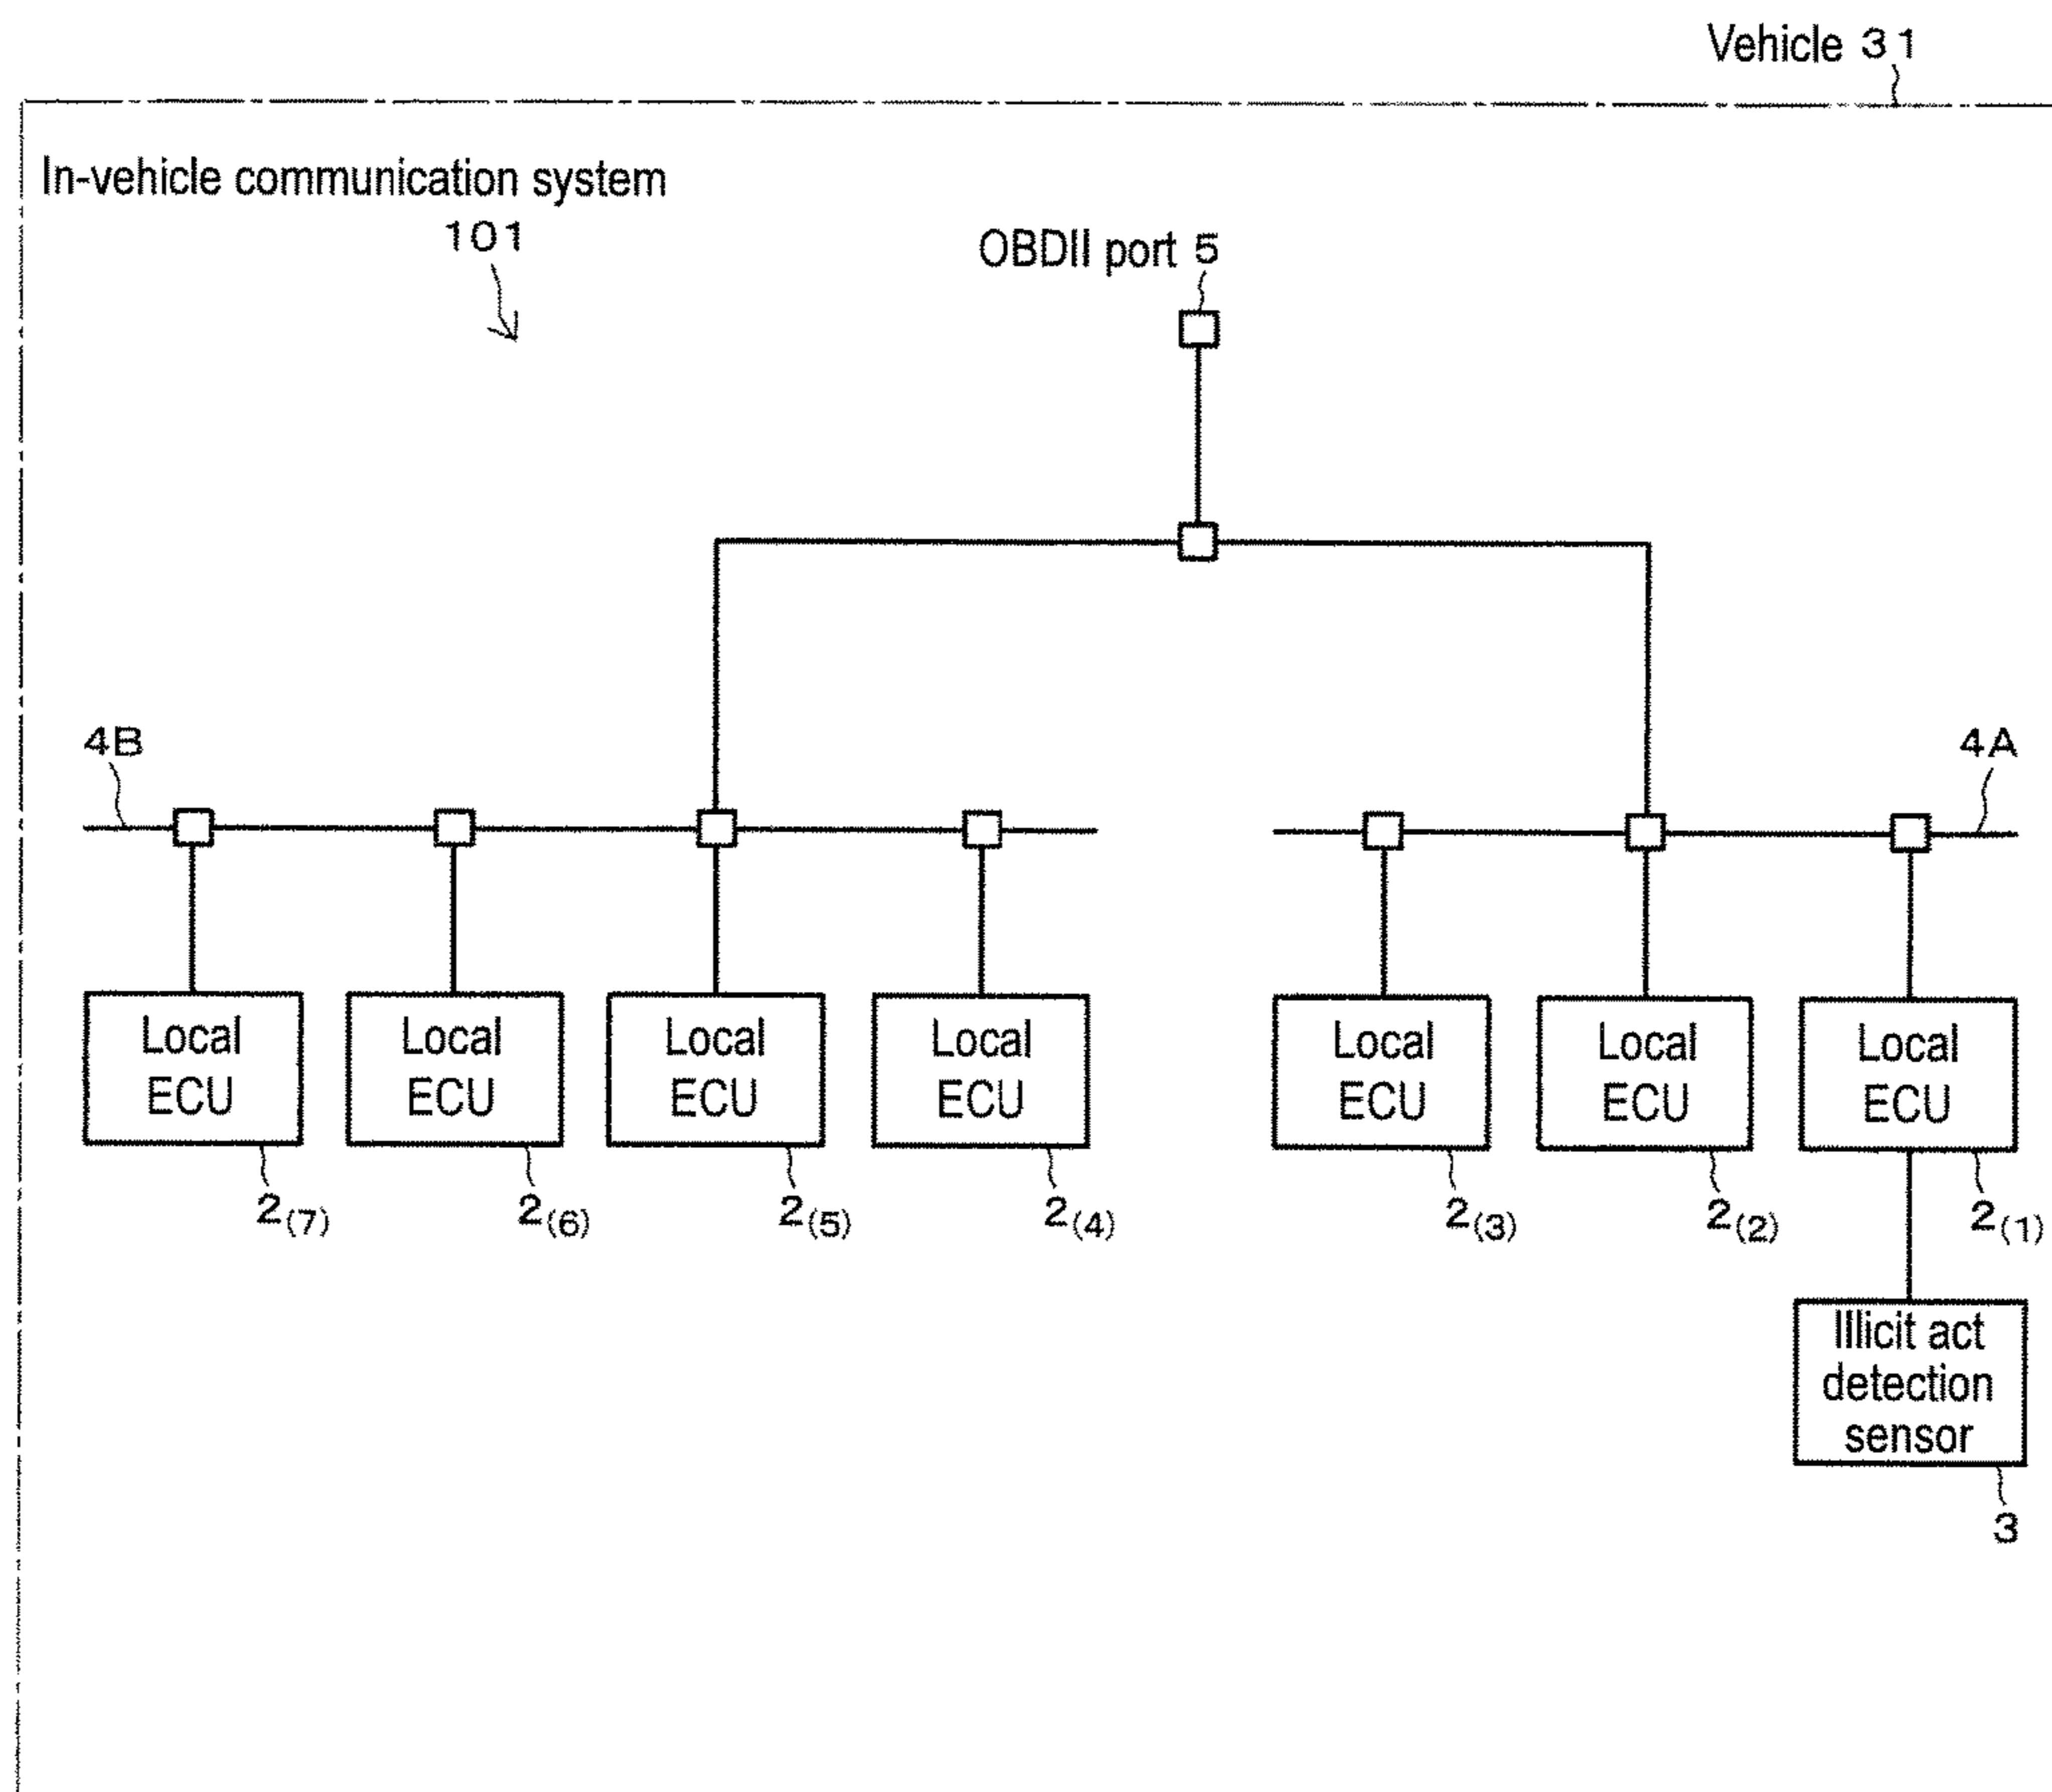 Vehicle 31
In-vehicle communication system
101
OBDII port 5
4B
4A
Local
ECU
Local
ECU
Local
ECU
Local
ECU
Local
ECU
Local
ECU
Local
ECU
2(7)
2(6)
2(5)
2(4)
2(3)
2(2)
2(1)
Illicit act
detection
sensor
3